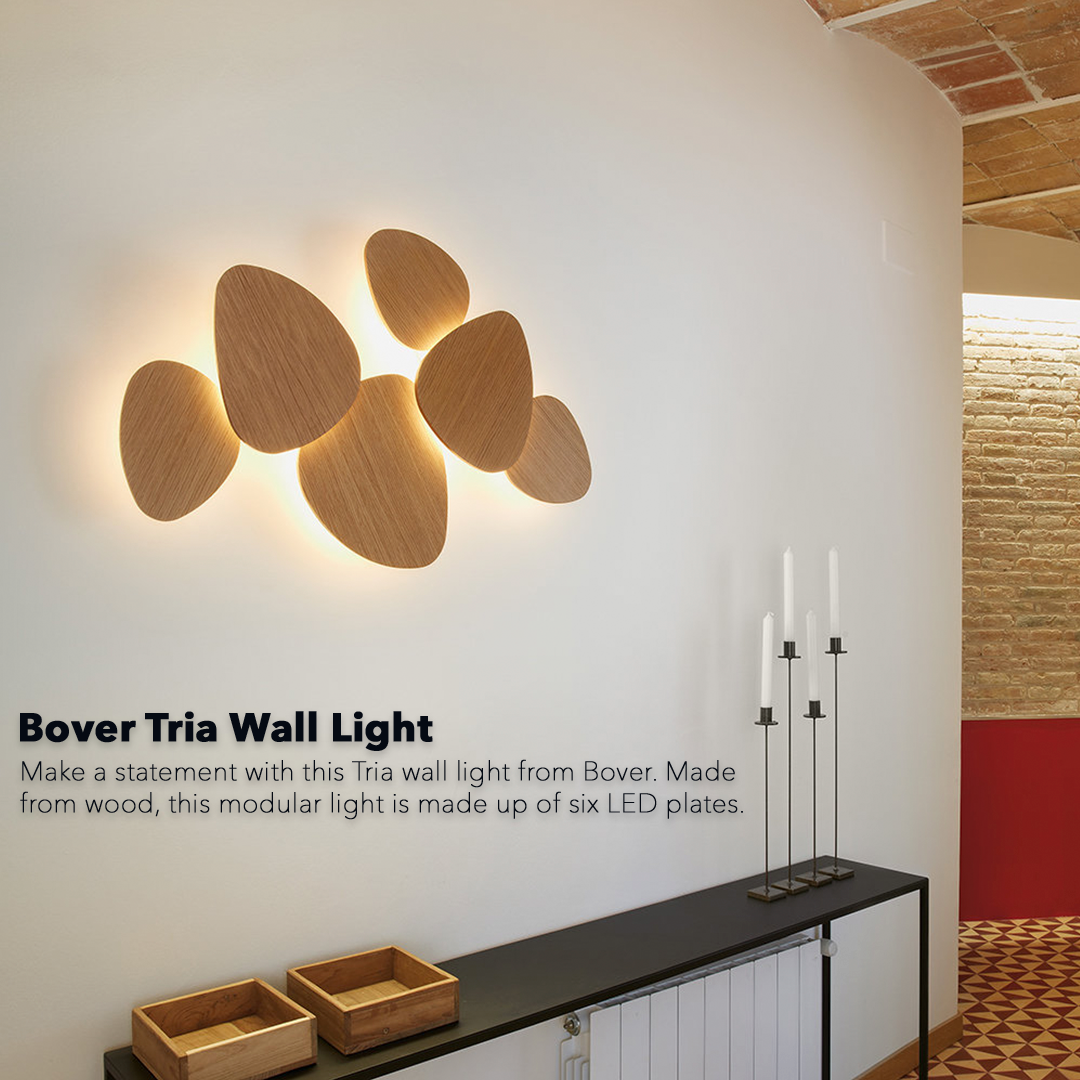 Bover Tria Wall Light
Make a statement with this Tria wall light from Bover. Made
from wood, this modular light is made up of six LED plates.